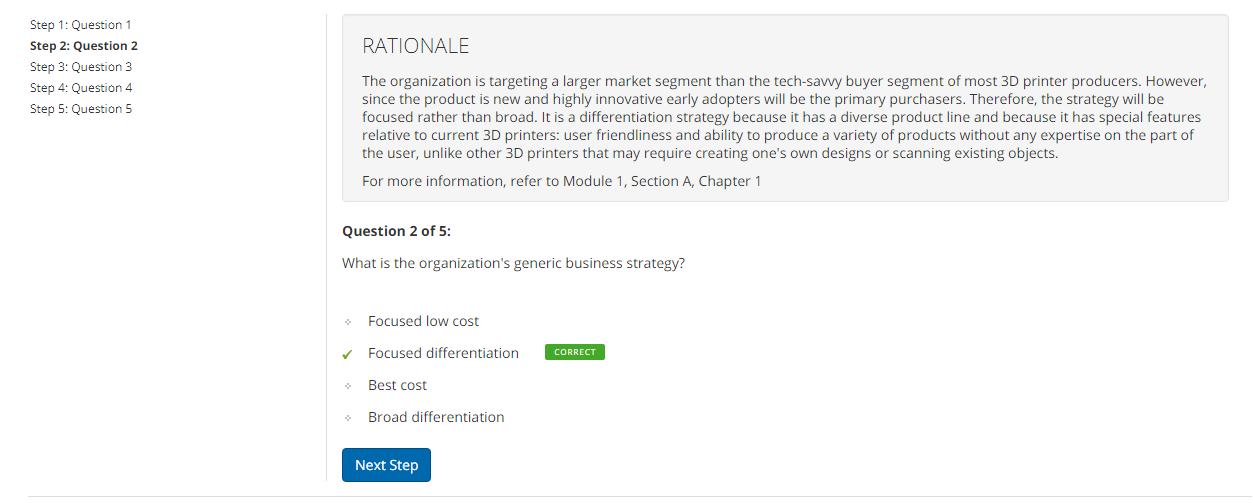 Step 1: Question 1
Step 2: Question 2
Step 3: Question 3
Step 4: Question 4
Step 5: Question 5
RATIONALE
The organization is targeting a larger market segment than the tech-savvy buyer segment of most 3D printer producers. However,
since the product is new and highly innovative early adopters will be the primary purchasers. Therefore, the strategy will be
focused rather than broad. It is a differentiation strategy because it has a diverse product line and because it has special features
relative to current 3D printers: user friendliness and ability to produce a variety of products without any expertise on the part of
the user, unlike other 3D printers that may require creating one's own designs or scanning existing objects.
For more information, refer to Module 1, Section A, Chapter 1
Question 2 of 5:
What is the organization's generic business strategy?
Focused low cost
Focused differentiation CORRECT
Best cost
Broad differentiation
Next Step